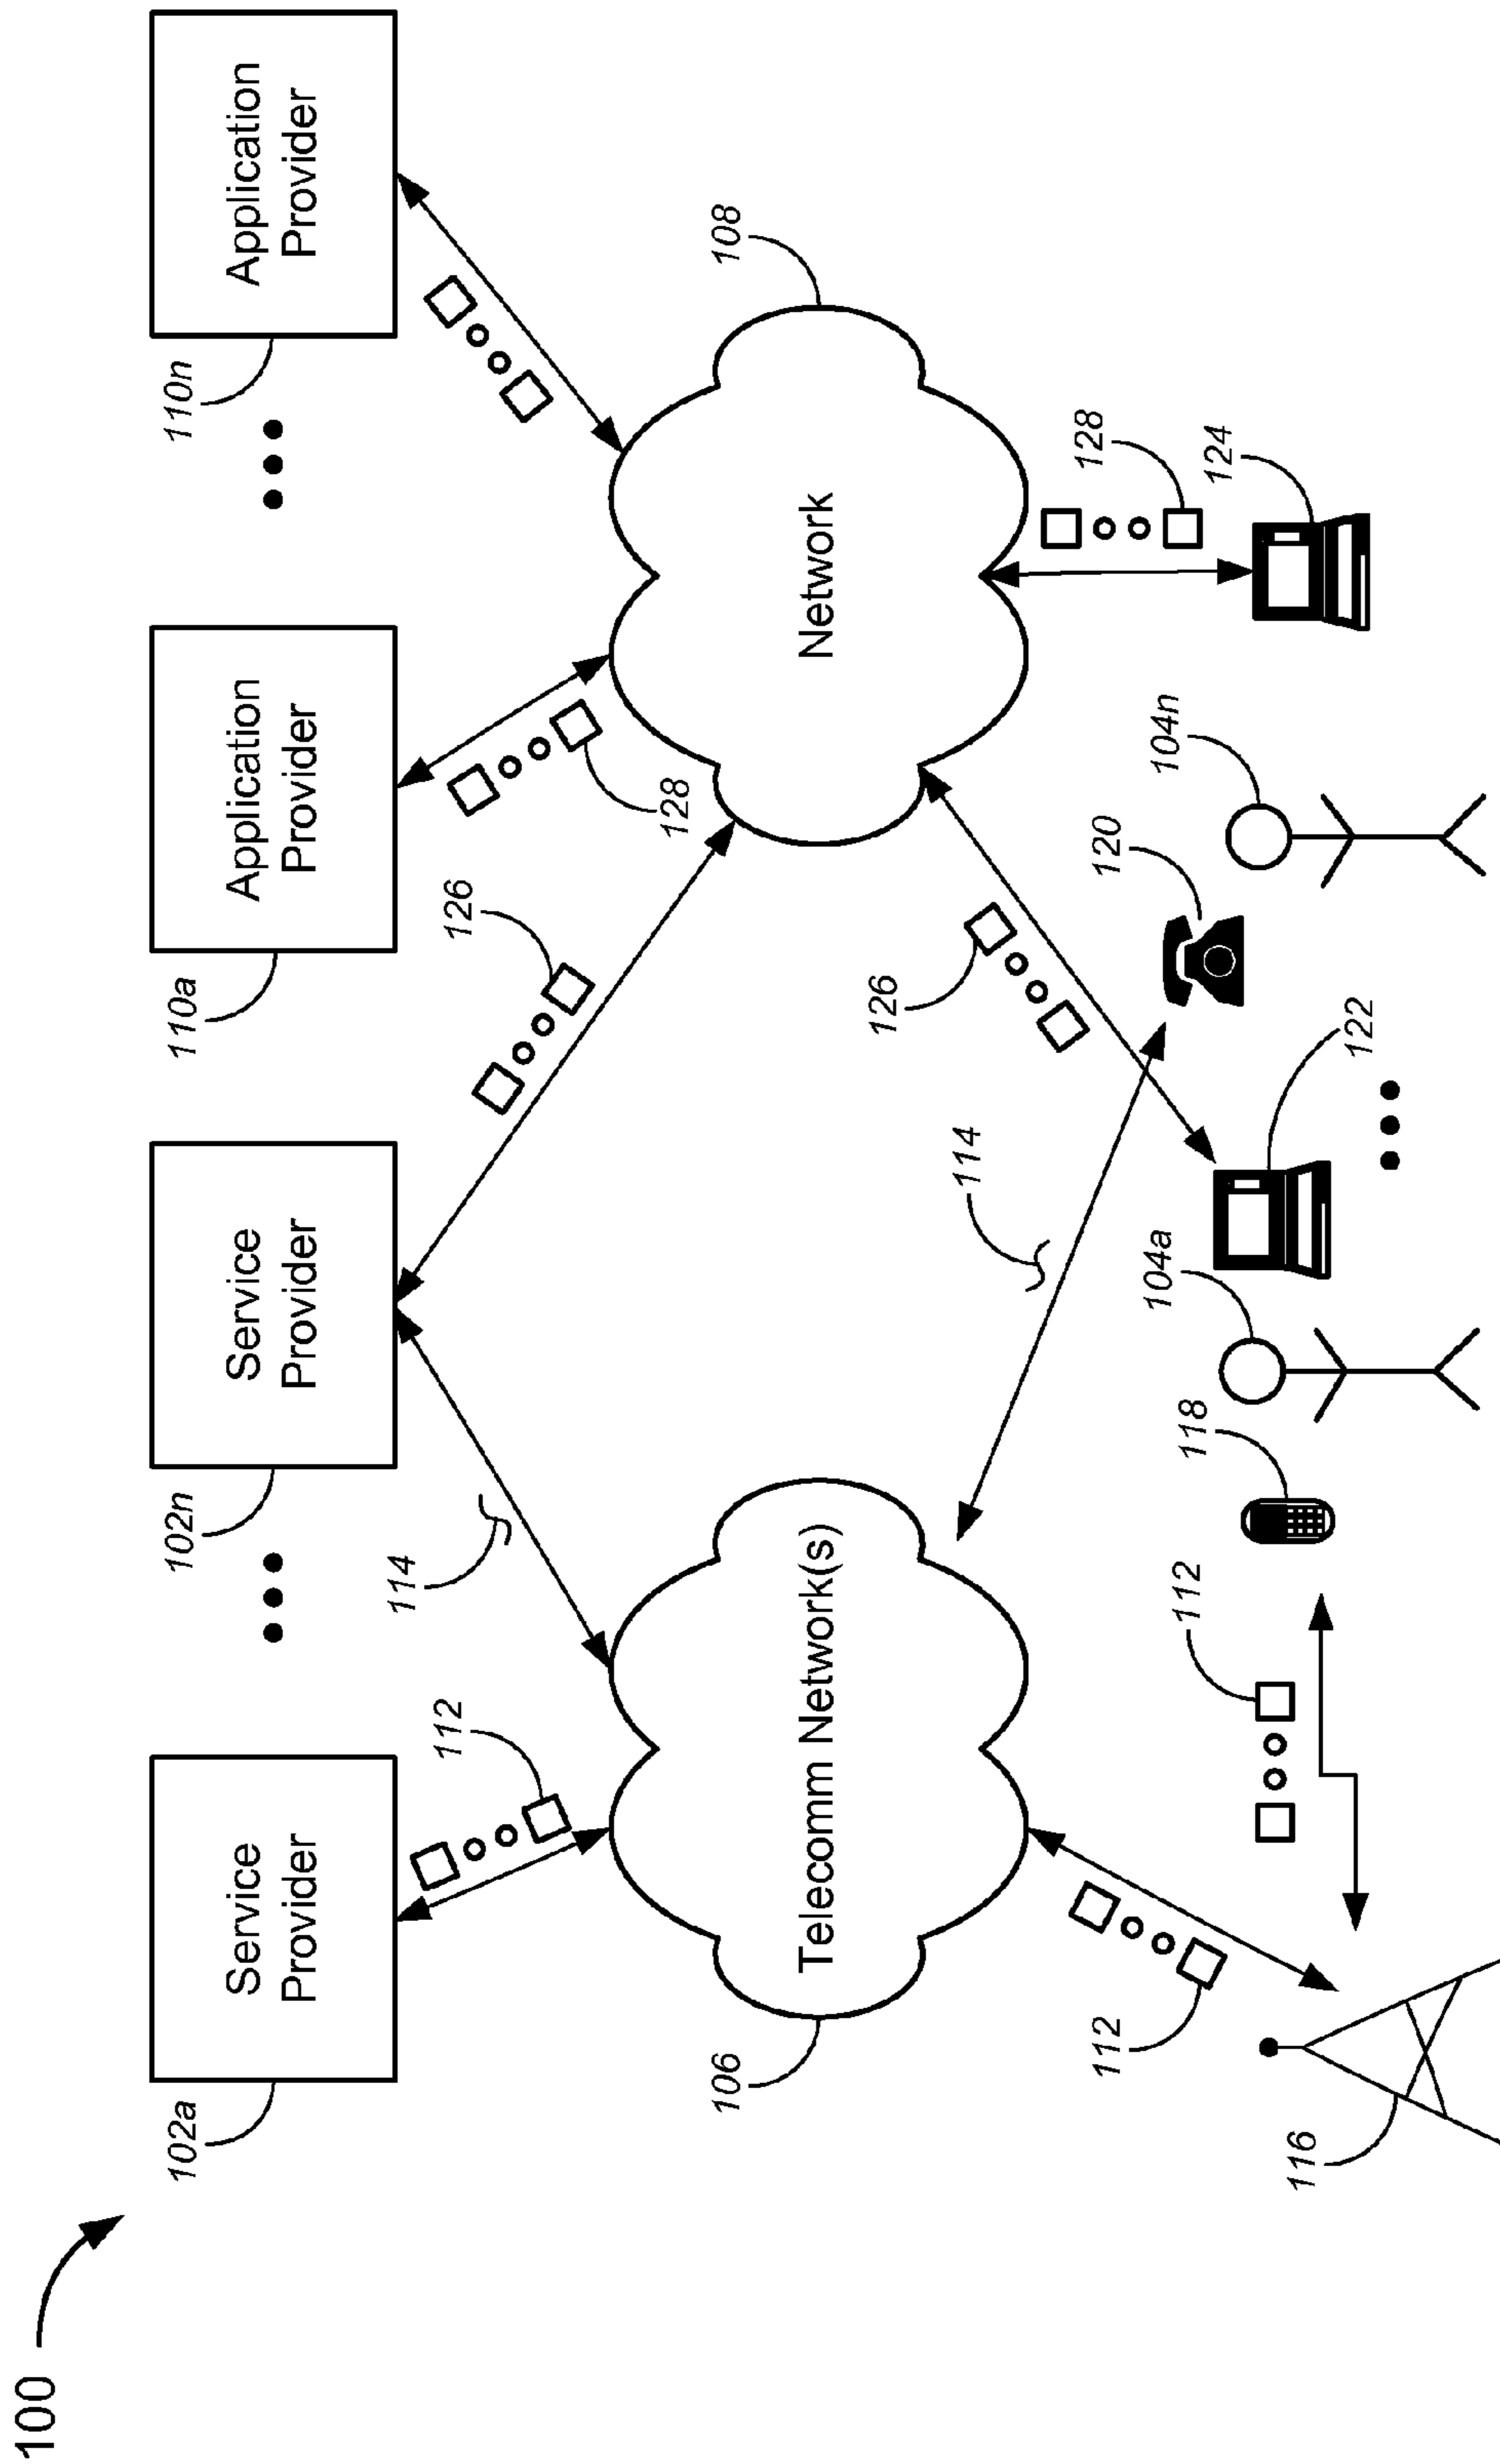 100
102a
102n
110a
110n
Service
Provider
Service
Provider
Application
Provider
Application
Provider
114
112
126
128
106
108
Telecomm Network(s)
Network
126
114
112
120
128
104a
104n
112
118
124
116
122